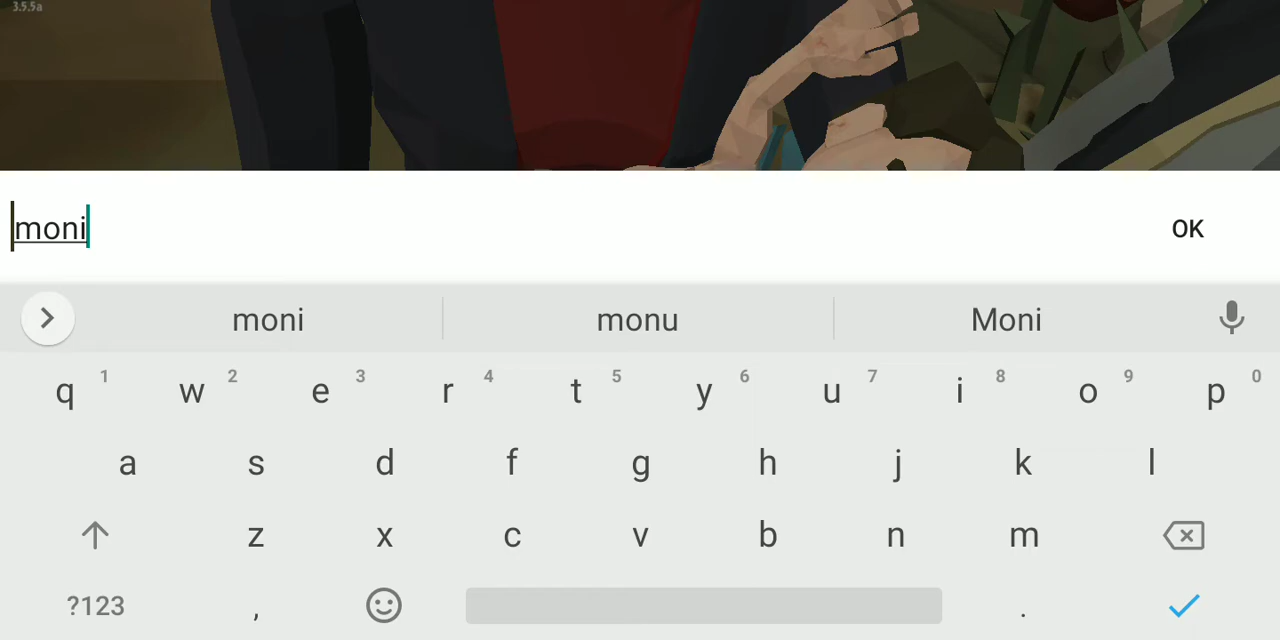 3.5.5a
moni
OK
moni monu Moni
q 1 w 2 e 3 r 4 t 5 y 6 u 7 i 8 o 9 p 0
a s d f g h j k l
z x c v b n m
?123 , .